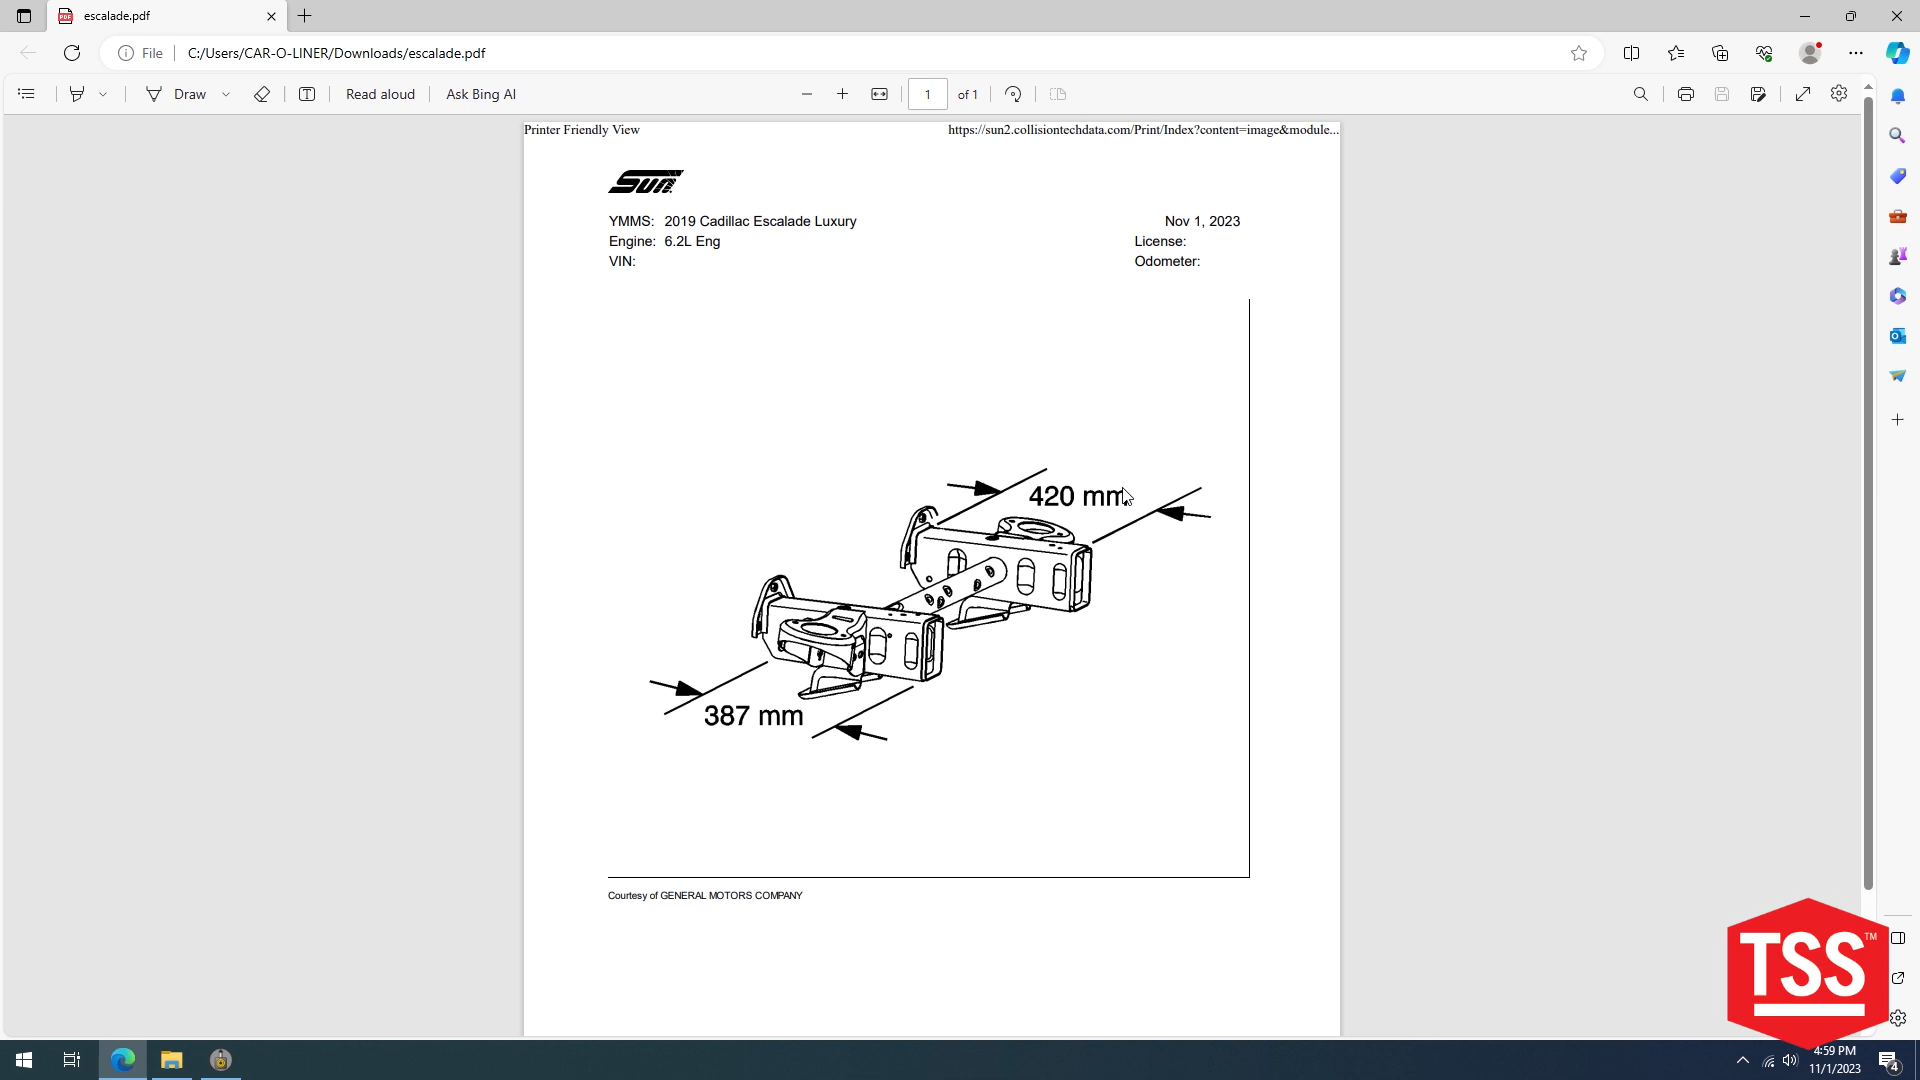 escalade.pdf
File
C:/Users/CAR-O-LINER/Downloads/escalade.pdf
Draw
Read aloud
Ask Bing AI
1
of 1
Printer Friendly View
https://sun2.collisiontechdata.com/Print/Index?content=image&module...
Sun
YMMS: 2019 Cadillac Escalade Luxury
Nov 1, 2023
Engine: 6.2L Eng
License:
VIN:
Odometer:
420 mm
387 mm
Courtesy of GENERAL MOTORS COMPANY
TSS™
4:59 PM
11/1/2023
4